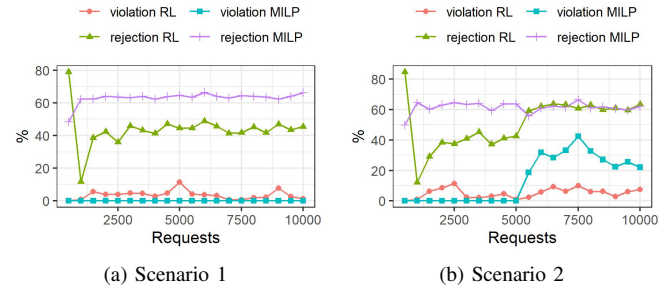 violation RL violation MILP
rejection RL rejection MILP
80
60
40
20
0
%
2500 5000 7500 10000
Requests
(a) Scenario 1
violation RL violation MILP
rejection RL rejection MILP
80
60
40
20
0
%
2500 5000 7500 10000
Requests
(b) Scenario 2